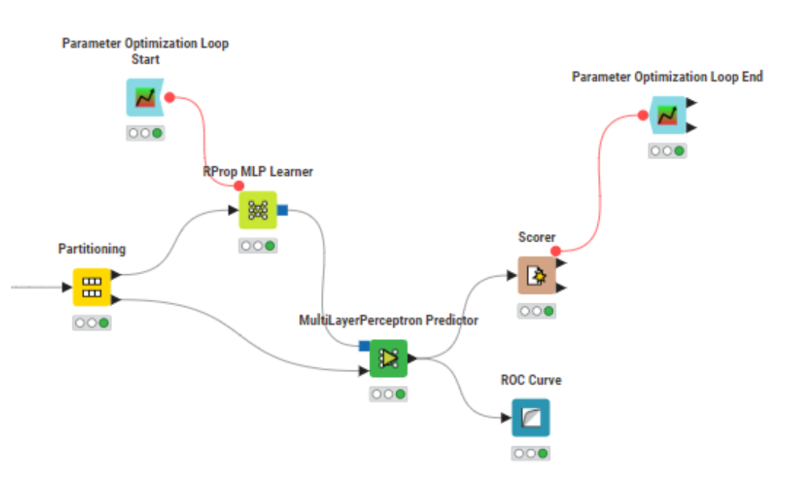 Parameter Optimization Loop
Start
Parameter Optimization Loop End
RProp MLP Learner
Partitioning
Scorer
MultiLayerPerceptron Predictor
ROC Curve